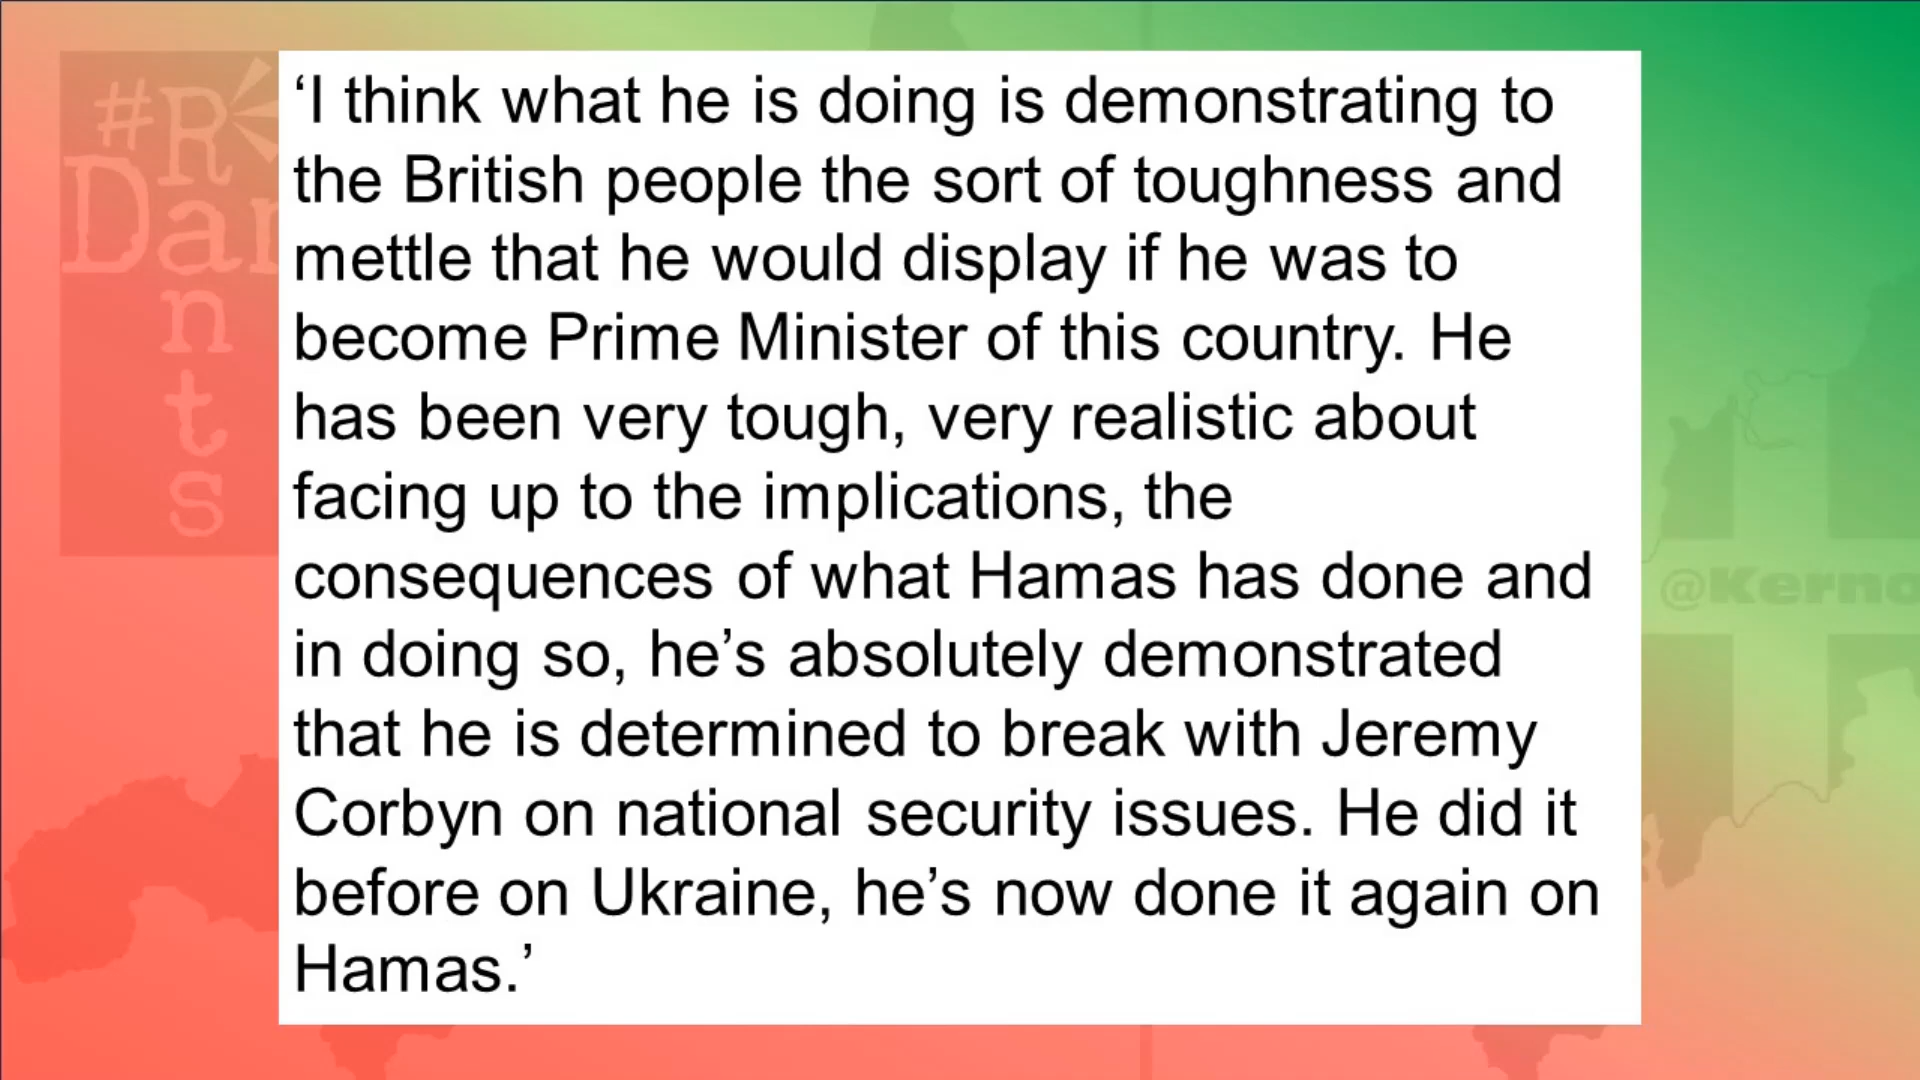 #R
Dan
n
t
s
‘I think what he is doing is demonstrating to
the British people the sort of toughness and
mettle that he would display if he was to
become Prime Minister of this country. He
has been very tough, very realistic about
facing up to the implications, the
consequences of what Hamas has done and
in doing so, he’s absolutely demonstrated
that he is determined to break with Jeremy
Corbyn on national security issues. He did it
before on Ukraine, he’s now done it again on
Hamas.’
@Kerno